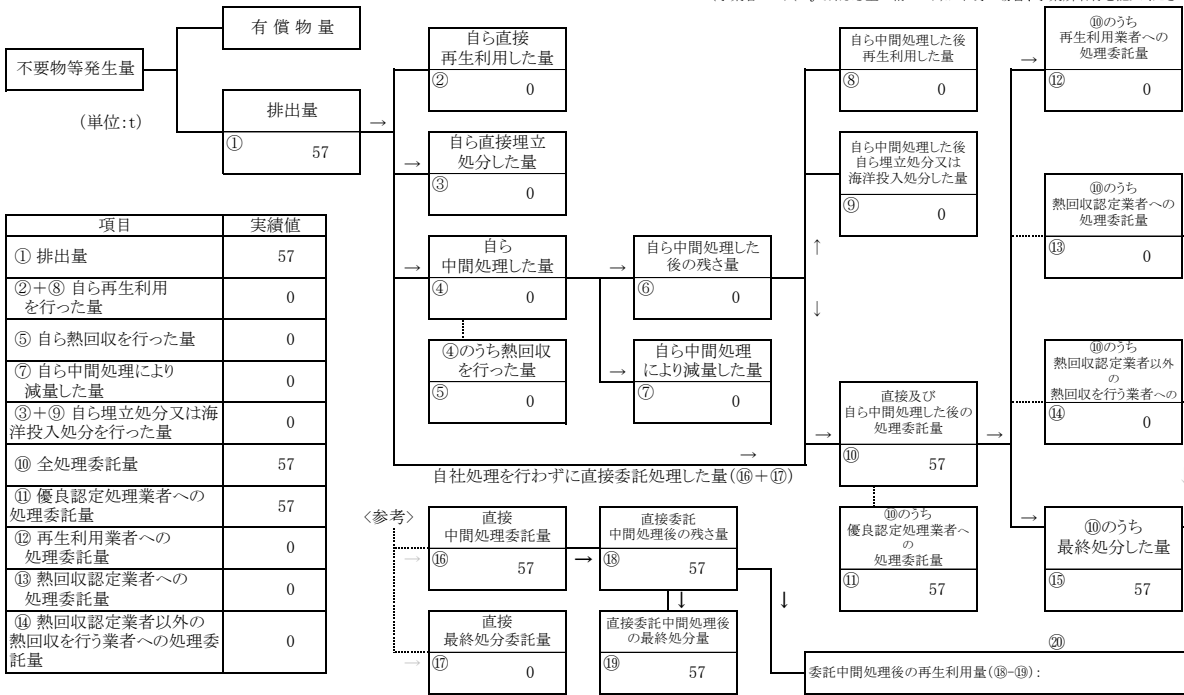 有 償 物 量
不要物等発生量
(単位:t)
排出量
①
57
→
自ら直接
再生利用した量
②
0
→
自ら直接埋立
処分した量
③
0
→
自ら
中間処理した量
④
0
④のうち熱回収
を行った量
⑤
0
→
自ら中間処理した
後の残さ量
⑥
0
→
自ら中間処理
により減量した量
⑦
0
自ら中間処理した後
再生利用した量
⑧
0
自ら中間処理した後
自ら埋立処分又は
海洋投入処分した量
⑨
0
↑
↓
→
→
直接及び
自ら中間処理した後の
処理委託量
⑩
57
→
⑩のうち
優良認定処理業者へ
の
処理委託量
⑪
57
→
⑩のうち
再生利用業者への
処理委託量
⑫
0
⑩のうち
熱回収認定業者への
処理委託量
⑬
0
⑩のうち
熱回収認定業者以外
の
熱回収を行う業者への
⑭
0
→
⑩のうち
最終処分した量
⑮
57
自社処理を行わずに直接委託処理した量(⑯+⑰)
〈参考〉
→
直接
中間処理委託量
⑯
57
→
直接委託
中間処理後の残さ量
⑱
57
→
直接
最終処分委託量
⑰
0
↓
直接委託中間処理後
の最終処分量
⑲
57
↓
⑳
委託中間処理後の再生利用量(⑱-⑲):
項目 実績値
① 排出量 57
②+⑧ 自ら再生利用
を行った量 0
⑤ 自ら熱回収を行った量 0
⑦ 自ら中間処理により
減量した量 0
③+⑨ 自ら埋立処分又は海
洋投入処分を行った量 0
⑩ 全処理委託量 57
⑪ 優良認定処理業者への
処理委託量 57
⑫ 再生利用業者への
処理委託量 0
⑬ 熱回収認定業者への
処理委託量 0
⑭ 熱回収認定業者以外の
熱回収を行う業者への処理委
託量 0